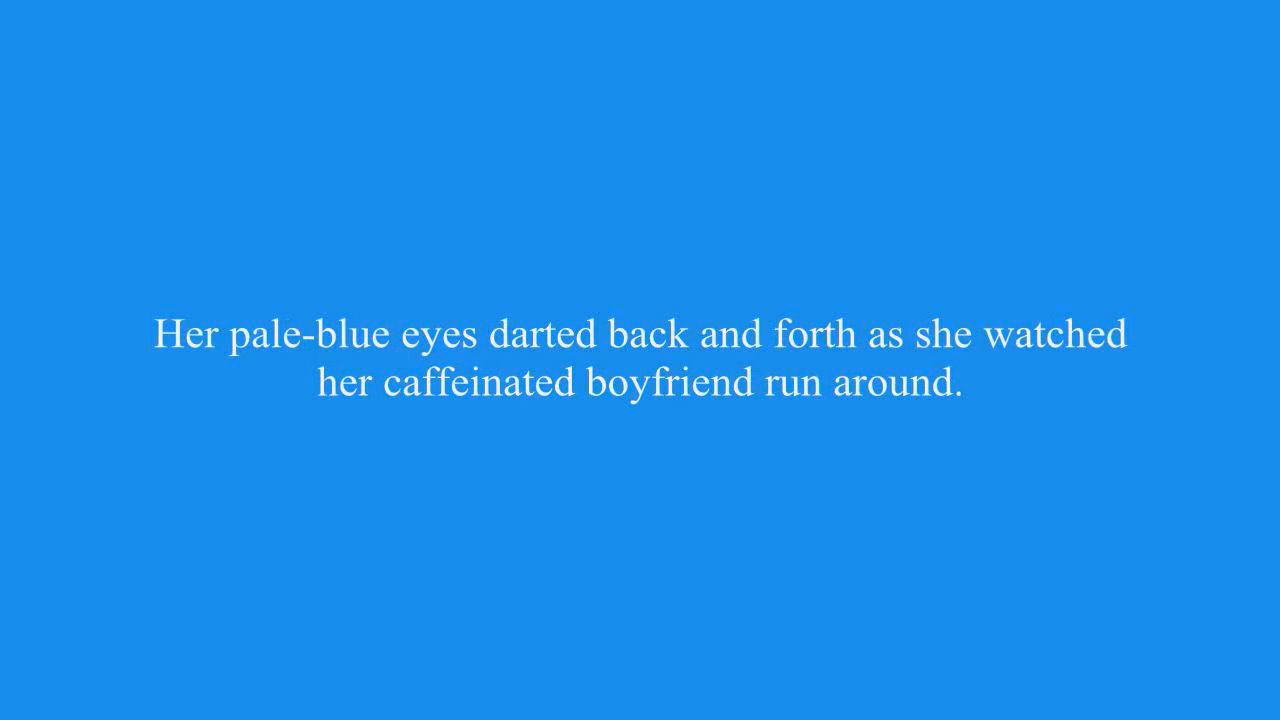 Her pale-blue eyes darted back and forth as she watched
her caffeinated boyfriend run around.